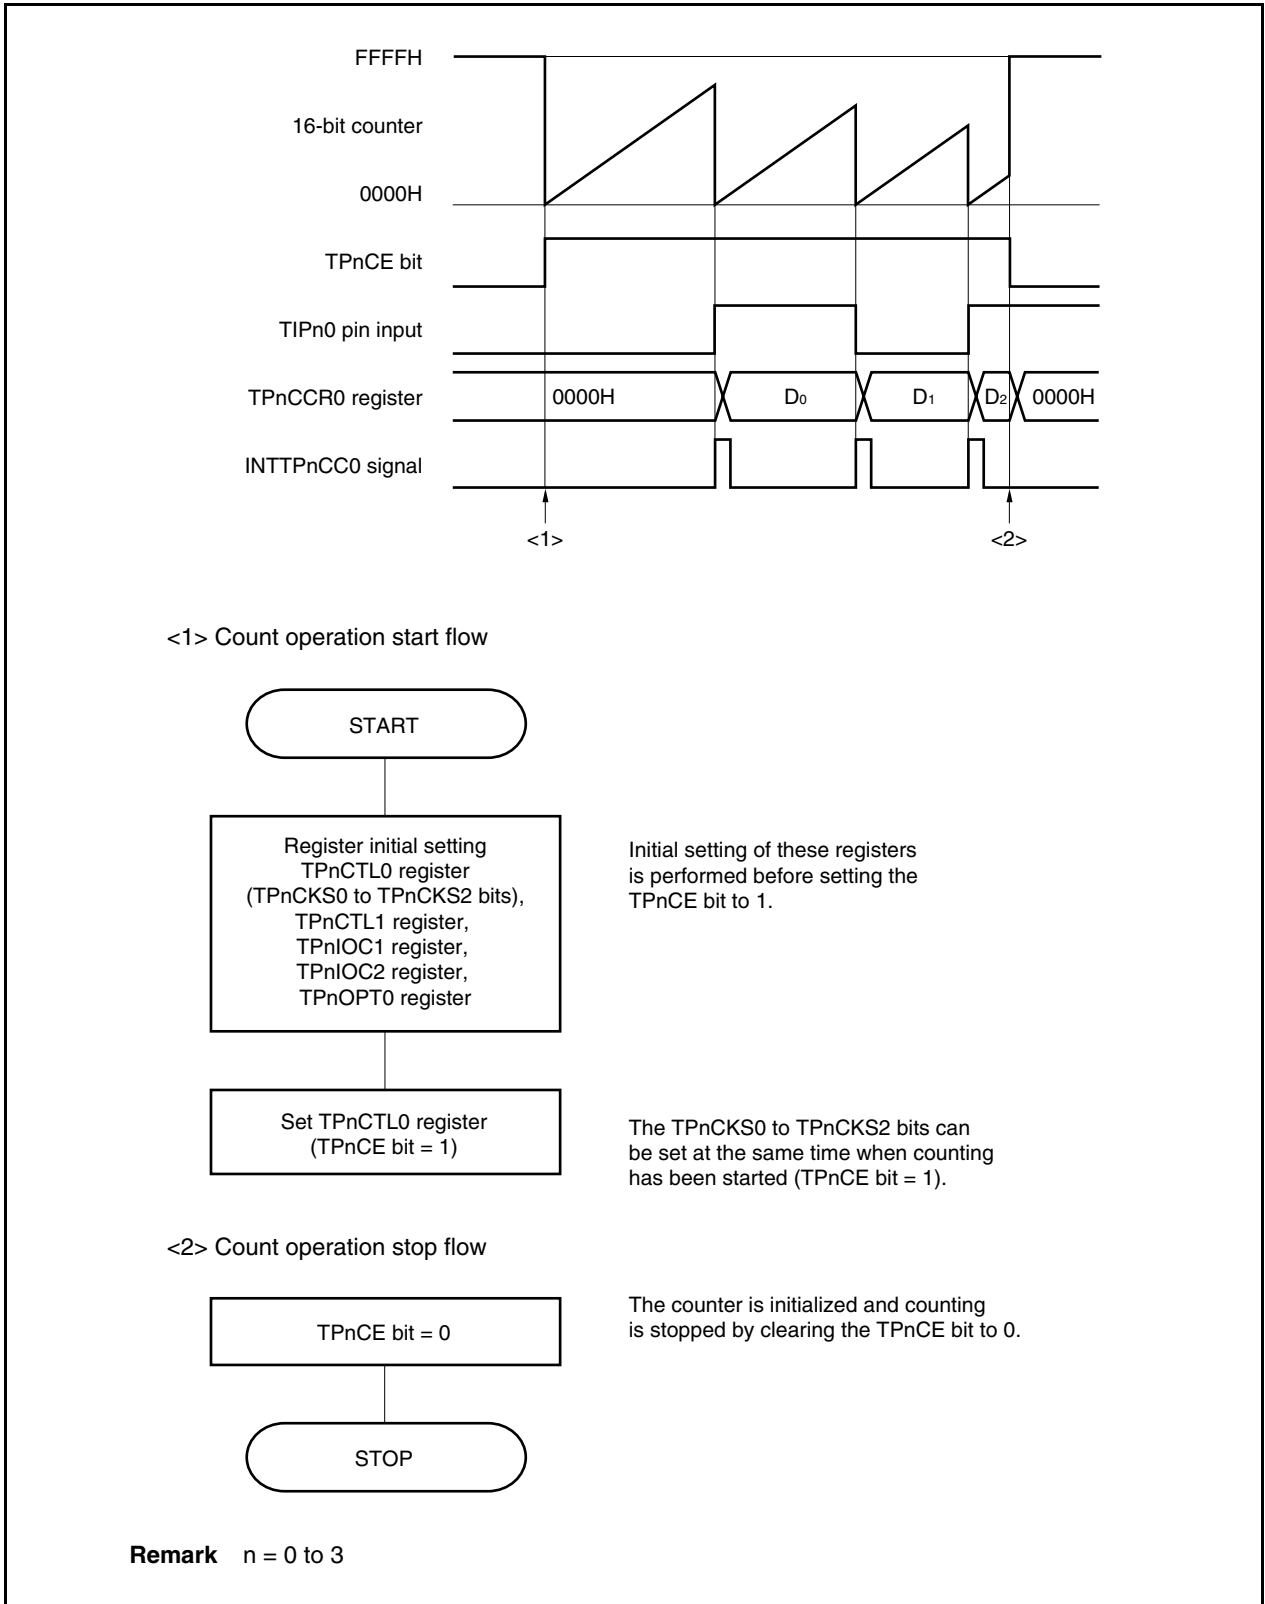 FFFFH
16-bit counter
0000H
TPnCE bit
TIPn0 pin input
TPnCCR0 register 0000H D0 D1 D2 0000H
INTTPnCC0 signal
<1> <2>
<1> Count operation start flow
START
Register initial setting
TPnCTL0 register
(TPnCKS0 to TPnCKS2 bits),
TPnCTL1 register,
TPnIOC1 register,
TPnIOC2 register,
TPnOPT0 register
Initial setting of these registers
is performed before setting the
TPnCE bit to 1.
Set TPnCTL0 register
(TPnCE bit = 1)
The TPnCKS0 to TPnCKS2 bits can
be set at the same time when counting
has been started (TPnCE bit = 1).
<2> Count operation stop flow
TPnCE bit = 0
The counter is initialized and counting
is stopped by clearing the TPnCE bit to 0.
STOP
Remark n = 0 to 3